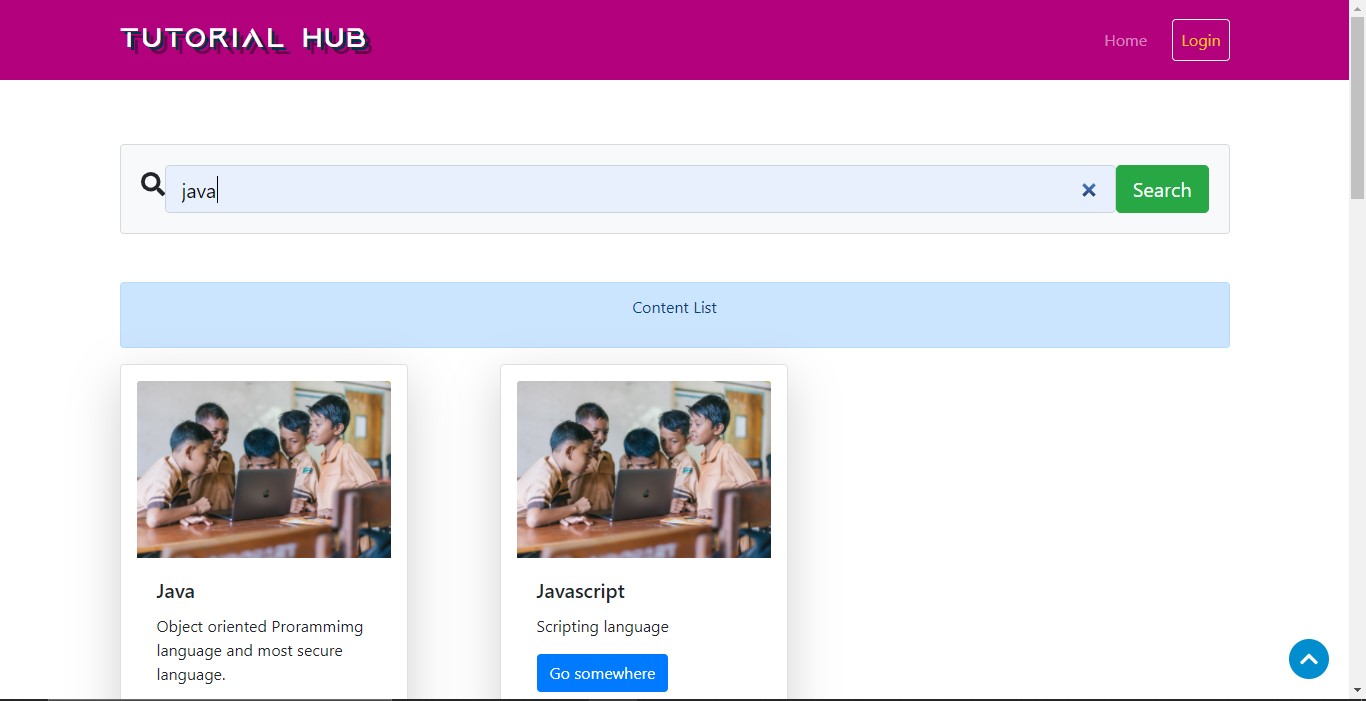 TUTORIAL HUB
Home
Login
java
Search
Content List
Java
Object oriented Prorammimg
language and most secure
language.
Javascript
Scripting language
Go somewhere